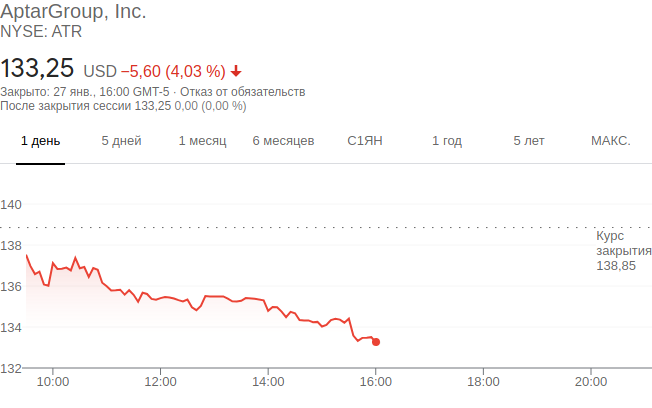 AptarGroup, Inc.
NYSE: ATR
133,25 USD −5,60 (4,03 %)
Закрыто: 27 янв., 16:00 GMT-5 · Отказ от обязательств
После закрытия сессии 133,25 0,00 (0,00 %)
1 день 5 дней 1 месяц 6 месяцев С1ЯН 1 год 5 лет МАКС.
140
Курс
138
закрытия
138,85
136
134
132
10:00 12:00 14:00 16:00 18:00 20:00